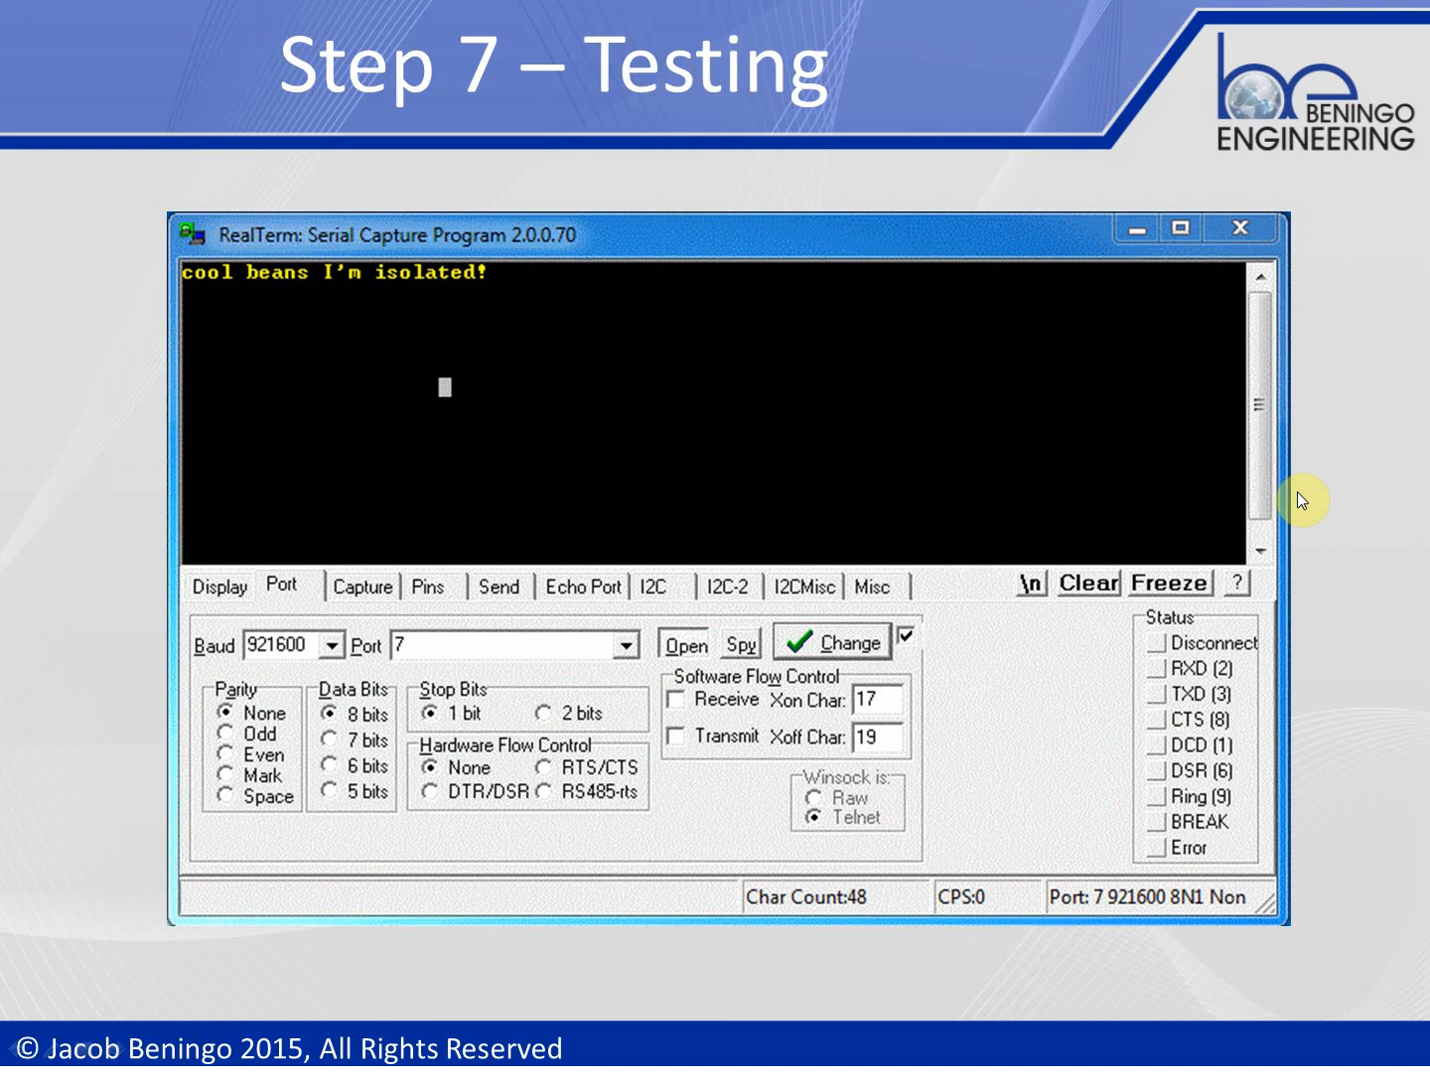 Step 7 – Testing
BENINGO
ENGINEERING
RealTerm: Serial Capture Program 2.0.0.70
cool beans I'm isolated!
Display Port Capture Pins Send Echo Port I2C I2C-2 I2CMisc Misc \n Clear Freeze ?
Status
Baud 921600 Port 7 Open Spy Change Disconnect
RXD (2)
Parity Data Bits Stop Bits Software Flow Control
None 8 bits 1 bit 2 bits Receive Xon Char: 17 TXD (3)
Odd 7 bits Hardware Flow Control Transmit Xoff Char: 19 CTS (8)
Even 6 bits None RTS/CTS DCD (1)
Mark 5 bits DTR/DSR RS485-rts Winsock is: DSR (6)
Space Raw Ring (9)
Telnet BREAK
Error
Char Count:48 CPS:0 Port: 7 921600 8N1 Non
© Jacob Beningo 2015, All Rights Reserved